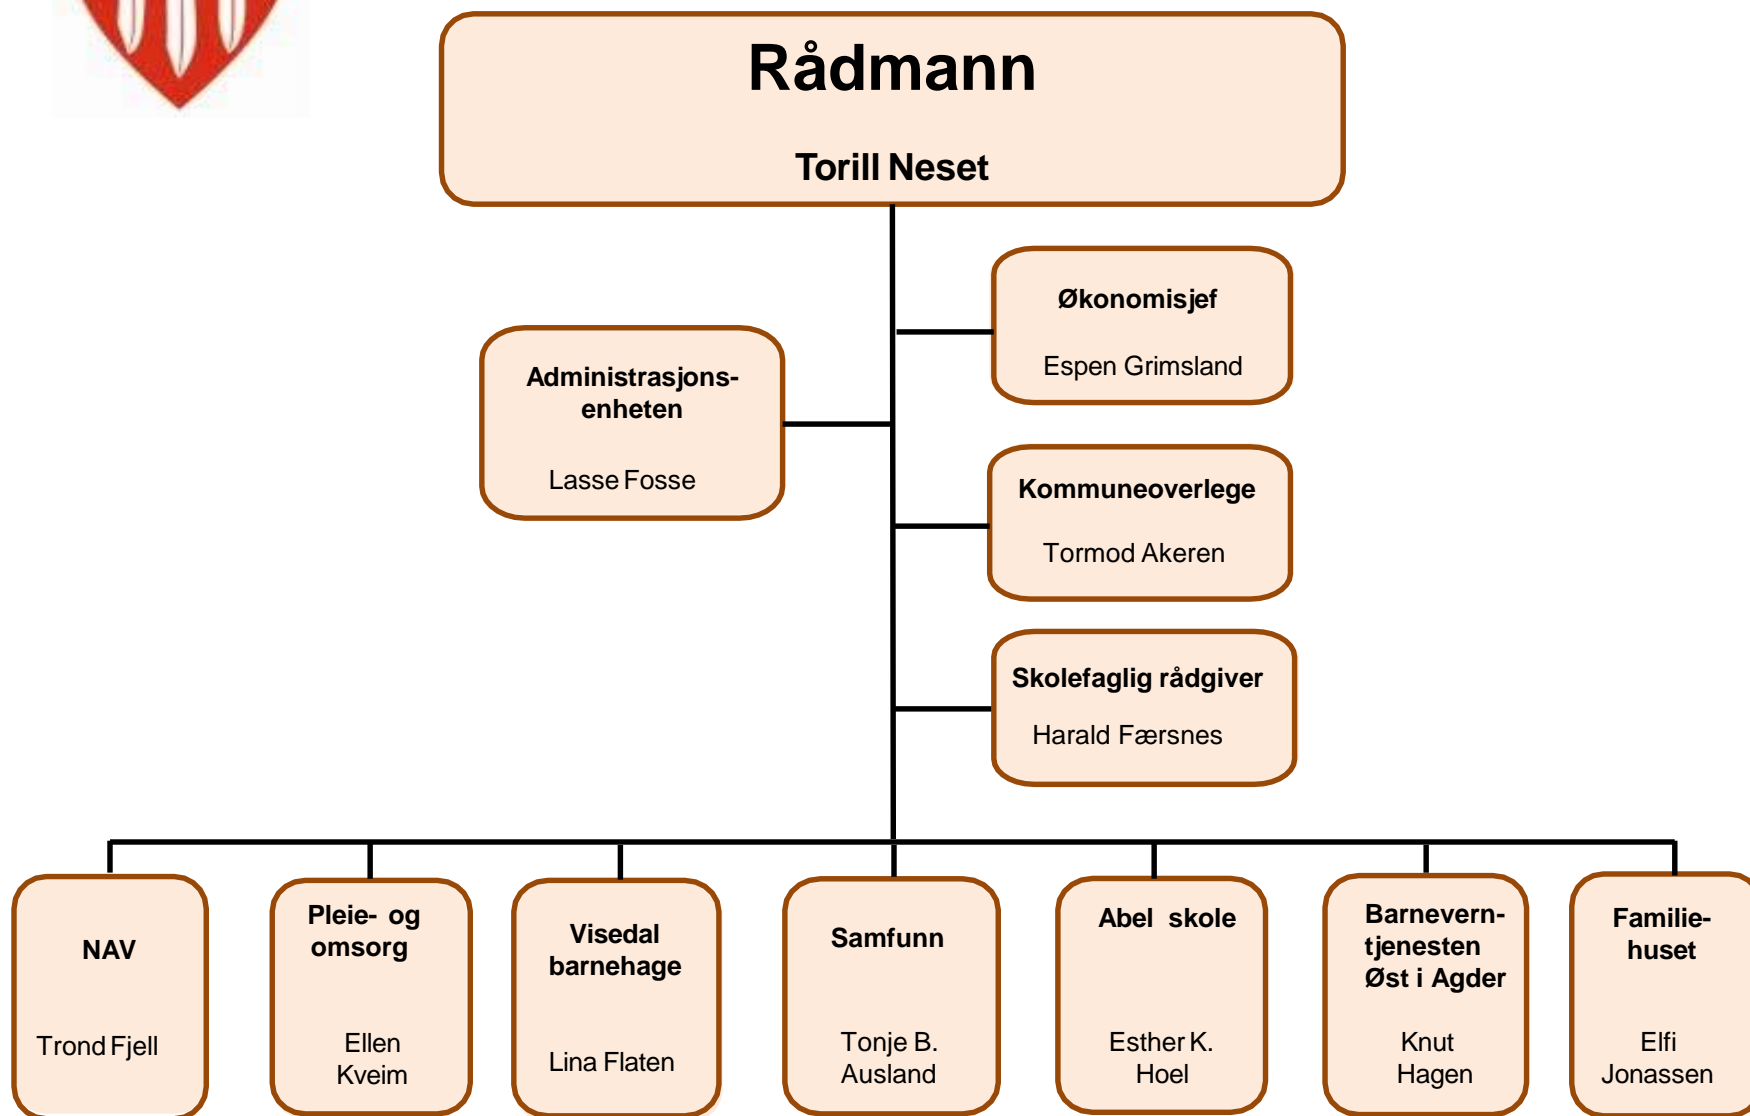 Rådmann
Torill Neset
Økonomisjef
Espen Grimsland
Administrasjons-
enheten
Lasse Fosse
Kommuneoverlege
Tormod Akeren
Skolefaglig rådgiver
Harald Færsnes
NAV
Trond Fjell
Pleie- og
omsorg
Ellen
Kveim
Visedal
barnehage
Lina Flaten
Samfunn
Tonje B.
Ausland
Abel skole
Esther K.
Hoel
Barnevern-
tjenesten
Øst i Agder
Knut
Hagen
Familie-
huset
Elfi
Jonassen